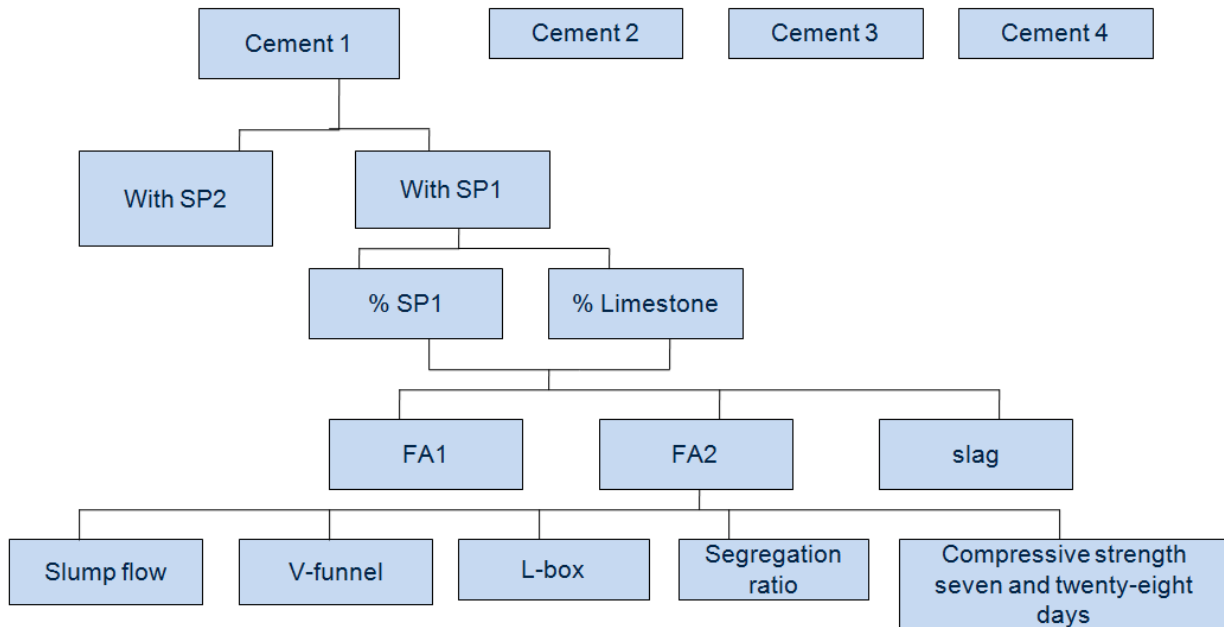 Cement 1
Cement 2
Cement 3
Cement 4
With SP2
With SP1
% SP1
% Limestone
FA1
FA2
slag
Slump flow
V-funnel
L-box
Segregation
ratio
Compressive strength
seven and twenty-eight
days